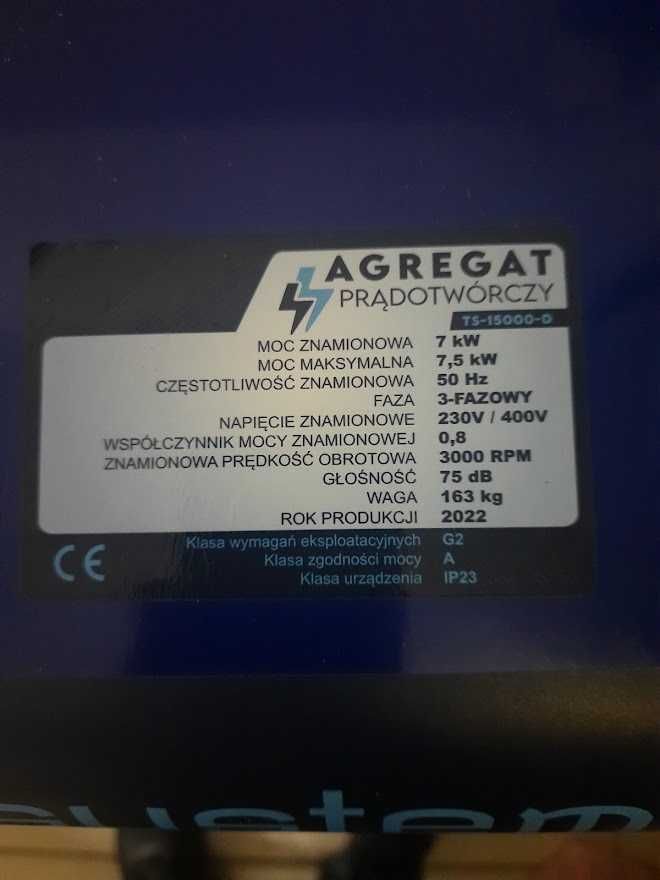 AGREGAT
PRĄDOTWÓRCZY
TS-15000-D
MOC ZNAMIONOWA 7 kW
MOC MAKSYMALNA 7,5 kW
CZĘSTOTLIWOŚĆ ZNAMIONOWA 50 Hz
FAZA 3-FAZOWY
NAPIĘCIE ZNAMIONOWE 230V / 400V
WSPÓŁCZYNNIK MOCY ZNAMIONOWEJ 0,8
ZNAMIONOWA PRĘDKOŚĆ OBROTOWA 3000 RPM
GŁOŚNOŚĆ 75 dB
WAGA 163 kg
ROK PRODUKCJI 2022
CE
Klasa wymagań eksploatacyjnych G2
Klasa zgodności mocy A
Klasa urządzenia IP23